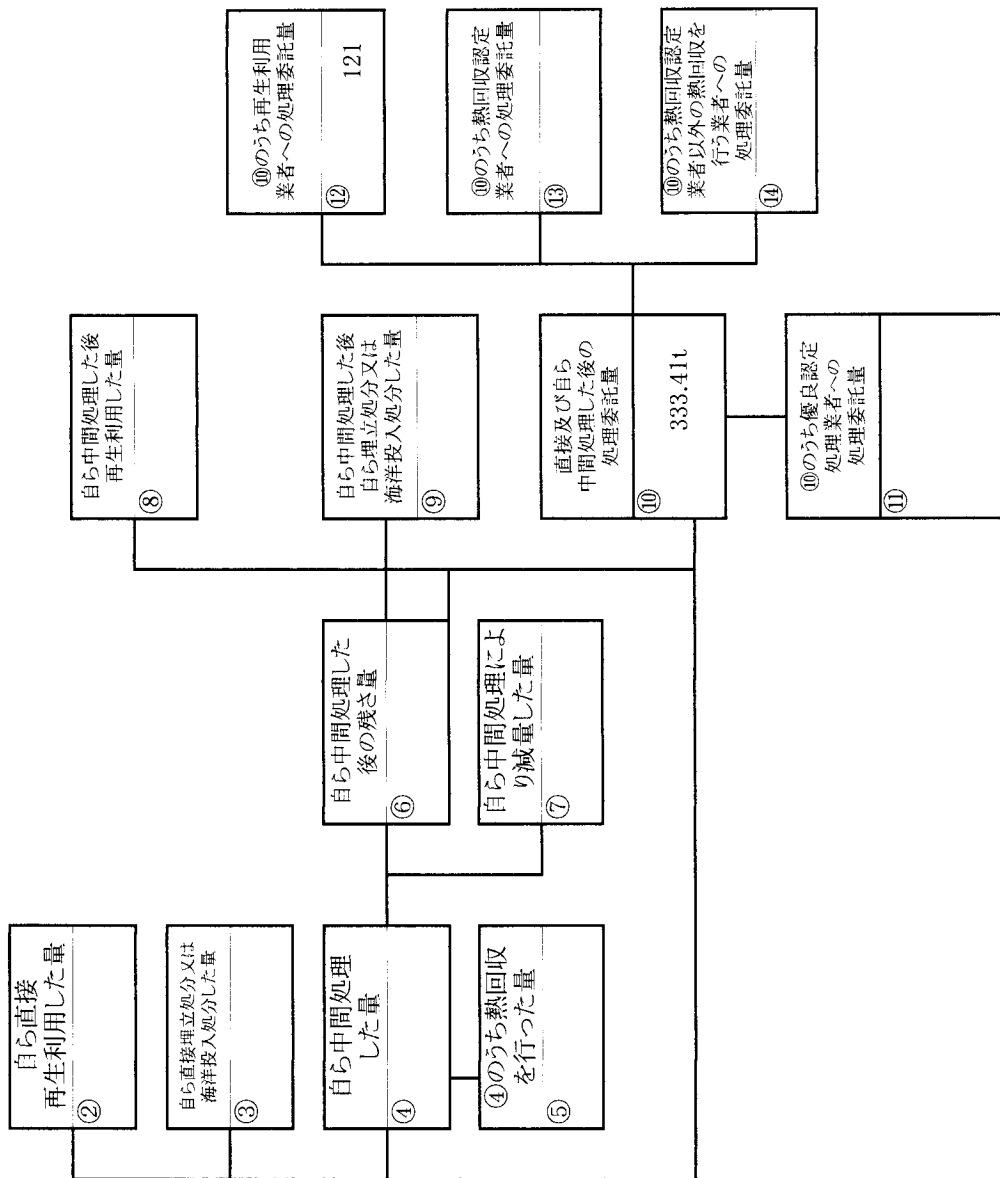 自ら直接
再生利用した量
②
自ら直接埋立処分又は
海洋投入処分した量
③
自ら中間処理
した量
④
④のうち熱回収
を行った量
⑤
自ら中間処理した
後の残さ量
⑥
自ら中間処理によ
り減量した量
⑦
自ら中間処理した後
再生利用した量
⑧
自ら中間処理した後
自ら埋立処分又は
海洋投入処分した量
⑨
直接及び自ら
中間処理した後の
処理委託量
⑩
333.41t
⑩のうち優良認定
処理業者への
処理委託量
⑪
⑩のうち再生利用
業者への処理委託量
⑫
121
⑩のうち熱回収認定
業者への処理委託量
⑬
⑩のうち熱回収認定
業者以外の熱回収を
行う業者への
処理委託量
⑭